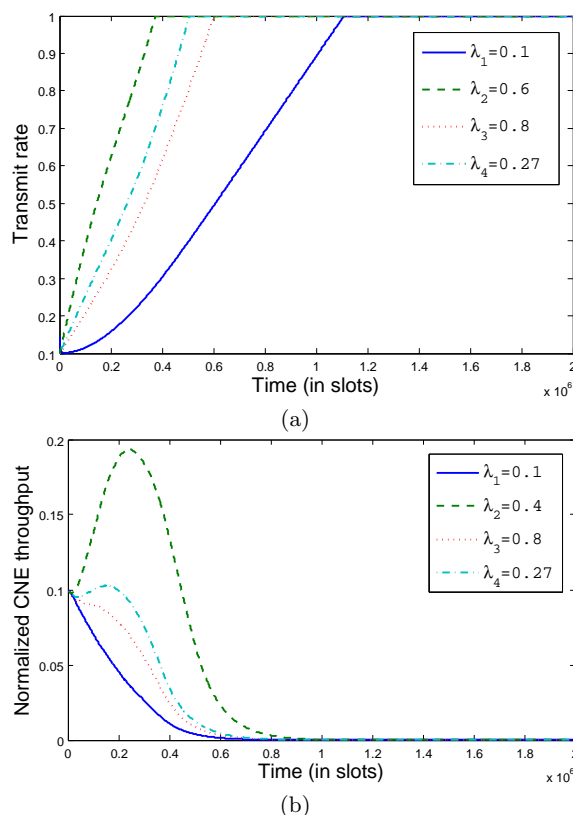 1
0.9
0.8
0.7
0.6
0.5
0.4
0.3
0.2
0.1
Transmit rate
λ1=0.1
λ2=0.6
λ3=0.8
λ4=0.27
0 0.2 0.4 0.6 0.8 1 1.2 1.4 1.6 1.8 2
Time (in slots)
x 10^6
(a)
0.2
0.15
0.1
0.05
0
Normalized CNE throughput
λ1=0.1
λ2=0.4
λ3=0.8
λ4=0.27
0 0.2 0.4 0.6 0.8 1 1.2 1.4 1.6 1.8 2
Time (in slots)
x 10^6
(b)